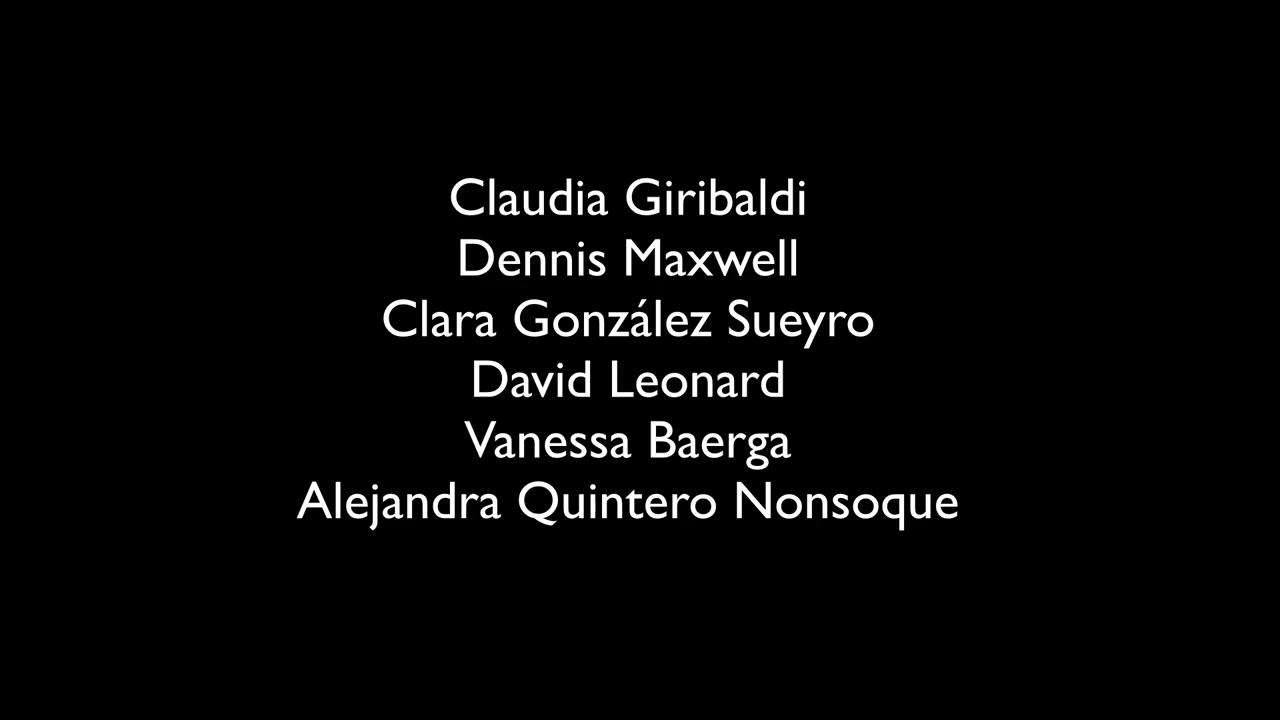 Claudia Giribaldi
Dennis Maxwell
Clara González Sueyro
David Leonard
Vanessa Baerga
Alejandra Quintero Nonsoque